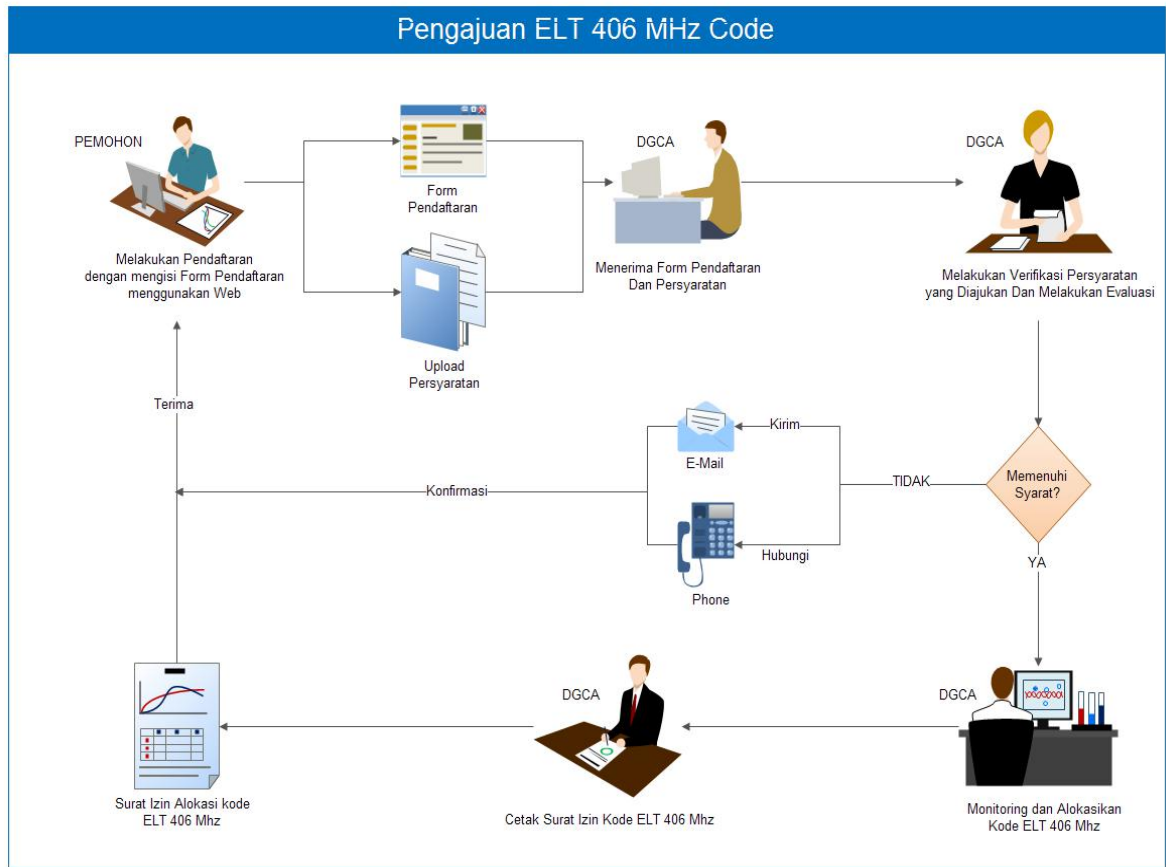 Pengajuan ELT 406 MHz Code
PEMOHON
Melakukan Pendaftaran
dengan mengisi Form Pendaftaran
menggunakan Web
Form
Pendaftaran
Upload
Persyaratan
DGCA
Menerima Form Pendaftaran
Dan Persyaratan
DGCA
Melakukan Verifikasi Persyaratan
yang Diajukan Dan Melakukan Evaluasi
Memenuhi
Syarat?
TIDAK
Kirim
E-Mail
Hubungi
Phone
Konfirmasi
Terima
YA
DGCA
Monitoring dan Alokasikan
Kode ELT 406 Mhz
DGCA
Cetak Surat Izin Kode ELT 406 Mhz
Surat Izin Alokasi kode
ELT 406 Mhz